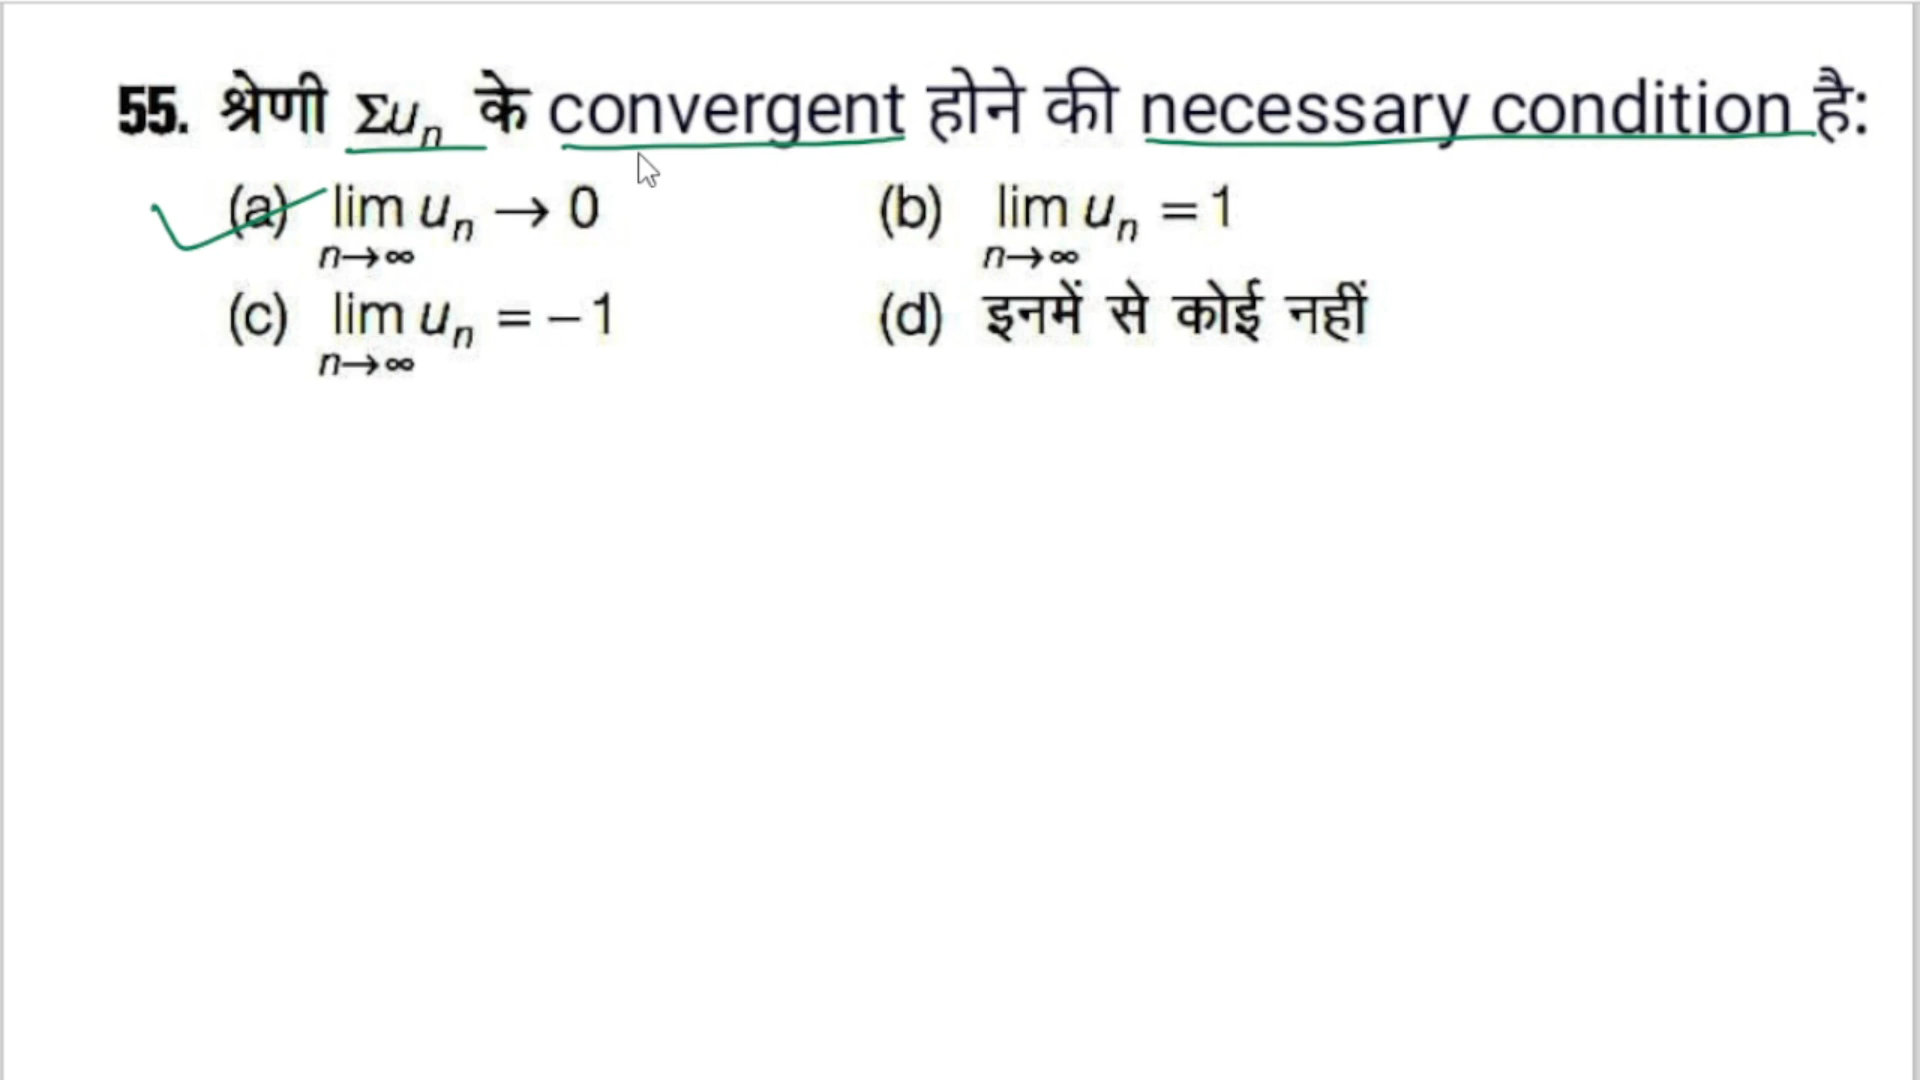 55. श्रेणी Σuₙ के convergent होने की necessary condition है:
(a) lim uₙ → 0 (b) lim uₙ = 1
n→∞ n→∞
(c) lim uₙ = – 1 (d) इनमें से कोई नहीं
n→∞